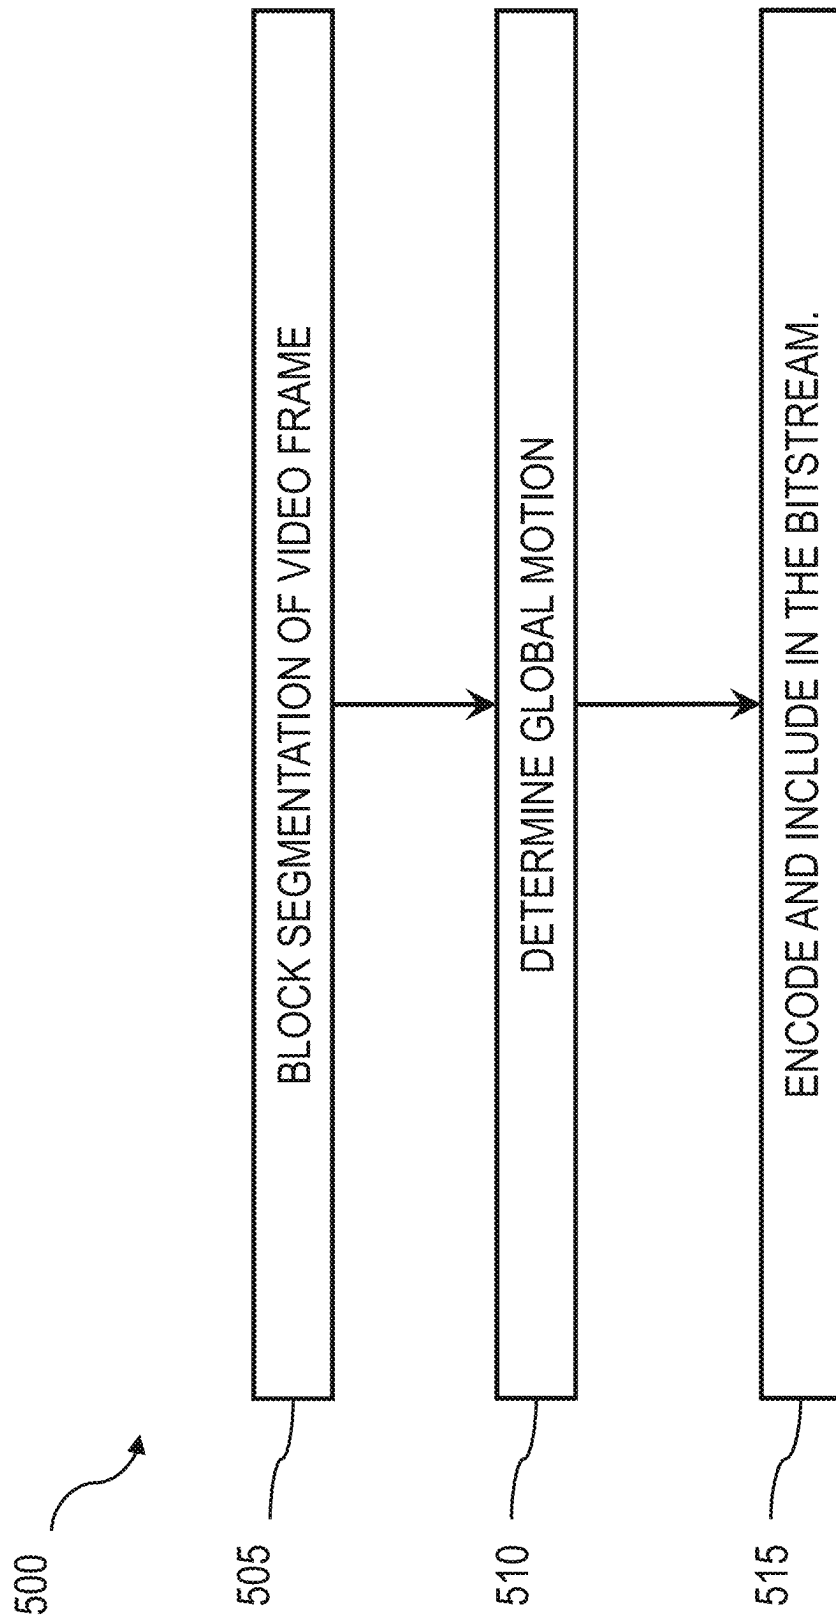 500
505
BLOCK SEGMENTATION OF VIDEO FRAME
510
DETERMINE GLOBAL MOTION
515
ENCODE AND INCLUDE IN THE BITSTREAM.